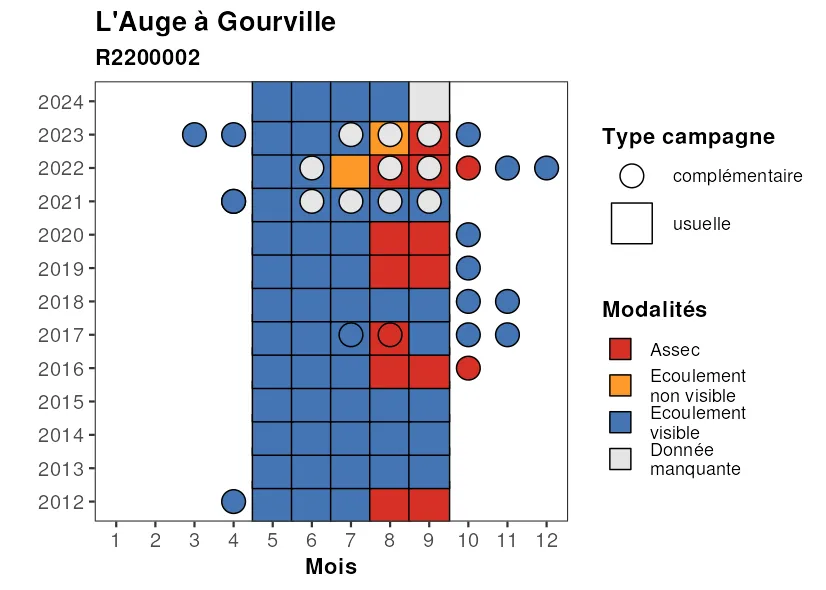 L'Auge à Gourville
R2200002
2024
2023
2022
2021
2020
2019
2018
2017
2016
2015
2014
2013
2012
1 2 3 4 5 6 7 8 9 10 11 12
Mois
Type campagne
complémentaire
usuelle
Modalités
Assec
Ecoulement
non visible
Ecoulement
visible
Donnée
manquante